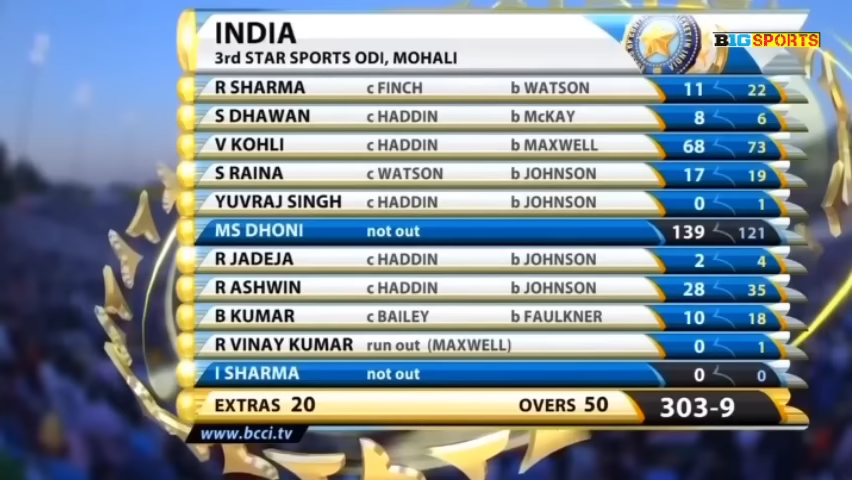 INDIA
3rd STAR SPORTS ODI, MOHALI
BIGSPORTS
R SHARMA c FINCH b WATSON 11 22
S DHAWAN c HADDIN b McKAY 8 6
V KOHLI c HADDIN b MAXWELL 68 73
S RAINA c WATSON b JOHNSON 17 19
YUVRAJ SINGH c HADDIN b JOHNSON 0 1
MS DHONI not out 139 121
R JADEJA c HADDIN b JOHNSON 2 4
R ASHWIN c HADDIN b JOHNSON 28 35
B KUMAR c BAILEY b FAULKNER 10 18
R VINAY KUMAR run out (MAXWELL) 0 1
I SHARMA not out 0 0
EXTRAS 20 OVERS 50 303-9
www.bcci.tv